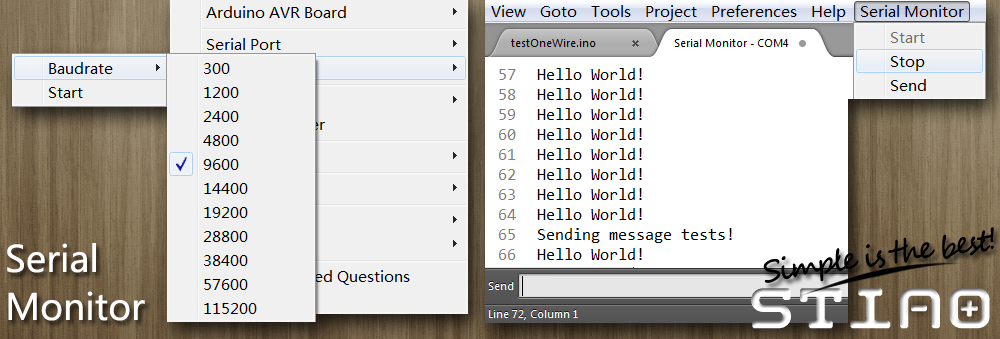 Arduino AVR Board
Serial Port
Baudrate
Start
300
1200
2400
4800
9600
14400
19200
28800
38400
57600
115200
er
ed Questions
Serial
Monitor
View Goto Tools Project Preferences Help Serial Monitor
Start
Stop
Send
testOneWire.ino × Serial Monitor - COM4
57 Hello World!
58 Hello World!
59 Hello World!
60 Hello World!
61 Hello World!
62 Hello World!
63 Hello World!
64 Hello World!
65 Sending message tests!
66 Hello World!
Send
Line 72, Column 1
Simple is the best!
STINO